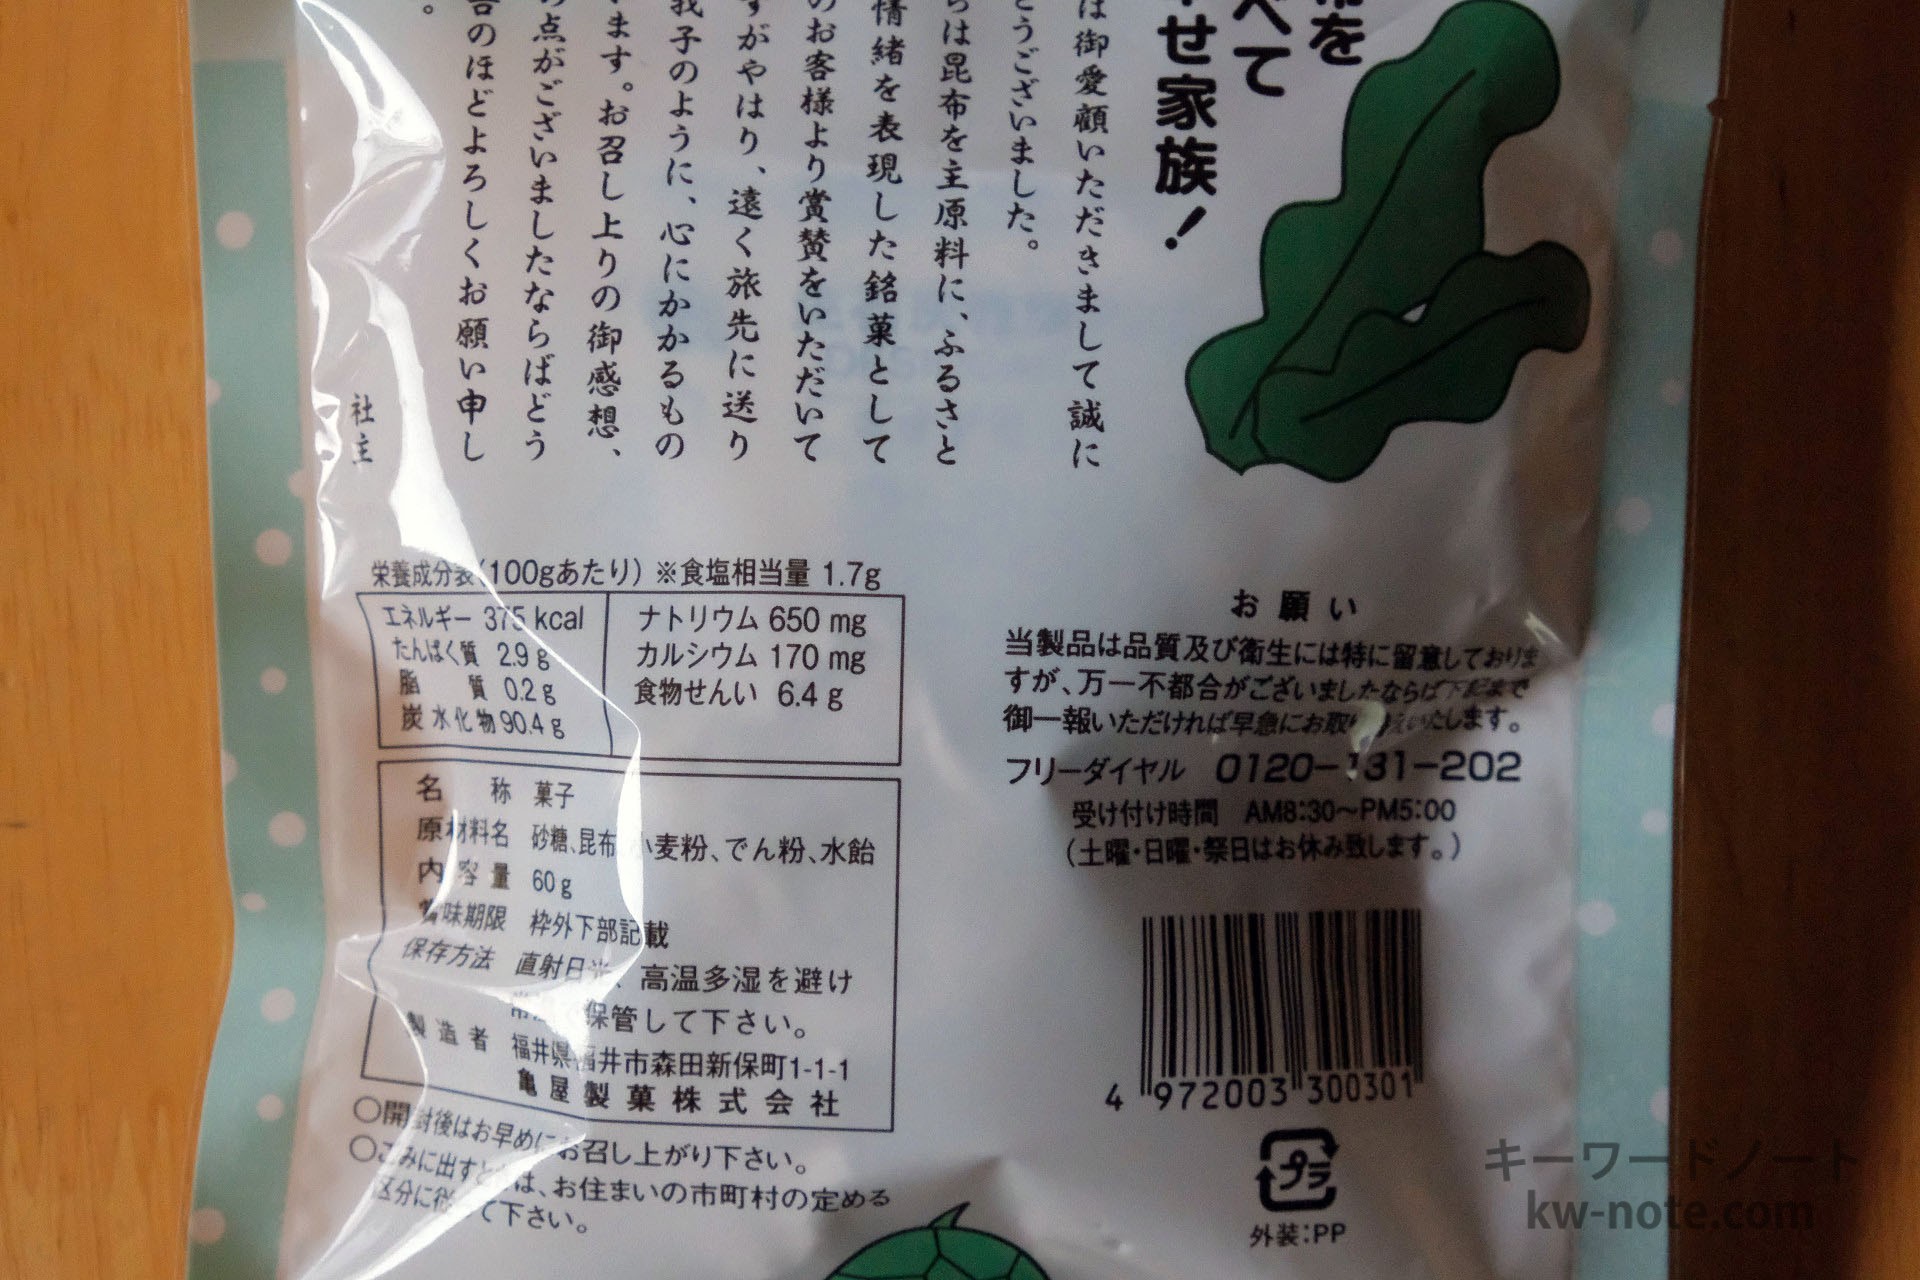 布を
べて
せ家族!
は御愛顧いただきまして誠に
とうございました。
らは昆布を主原料に、ふるさと
情緒を表現した銘菓として
のお客様より賞賛をいただいて
すがやはり、遠く旅先に送り
我子のように、心にかかるもの
います。お召し上りの御感想、
点がございましたならばどう
のほどよろしくお願い申し
。
社主
栄養成分表(100gあたり) ※食塩相当量 1.7g
エネルギー 375 kcal
たんぱく質 2.9g
脂 質 0.2g
炭水化物 90.4g
ナトリウム 650 mg
カルシウム 170 mg
食物せんい 6.4 g
名 称 菓子
原材料名 砂糖、昆布、小麦粉、でん粉、水飴
内容量 60g
賞味期限 枠外下部記載
保存方法 直射日光、高温多湿を避け
保管して下さい。
製造者 福井県福井市森田新保町1-1-1
亀屋製菓株式会社
○開封後はお早めにお召し上がり下さい。
○ごみに出すときは、お住まいの市町村の定める
区分に従って下さい。
お願い
当製品は品質及び衛生には特に留意しておりま
すが、万一不都合がございましたならば下記まで
御一報いただければ早急にお取り替えいたします。
フリーダイヤル 0120-131-202
受け付け時間 AM8:30~PM5:00
(土曜・日曜・祭日はお休み致します。)
4 972003 300301
プラ
外装:PP
キーワードノート
kw-note.com